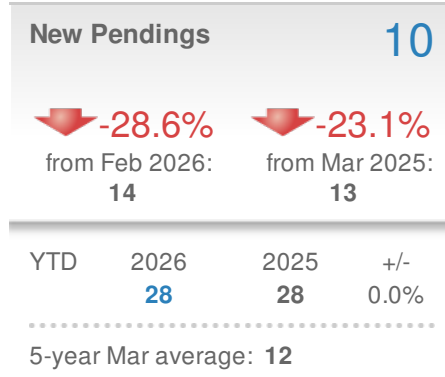 New Pendings 10
-28.6% -23.1%
from Feb 2026: from Mar 2025:
14 13
YTD 2026 2025 +/-
28 28 0.0%
5-year Mar average: 12